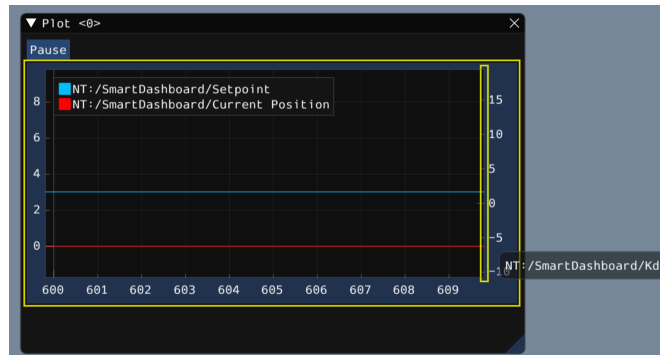 Plot <0>
Pause
NT:/SmartDashboard/Setpoint
NT:/SmartDashboard/Current Position
8
6
4
2
0
15
10
5
0
-5
-10
NT:/SmartDashboard/Kd
600 601 602 603 604 605 606 607 608 609